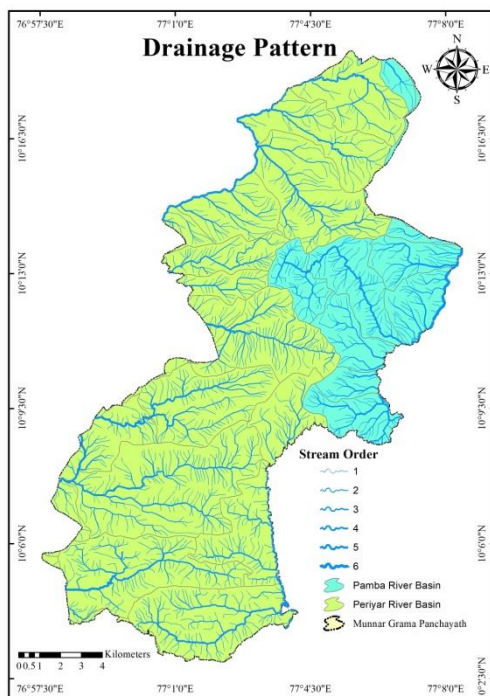 76°57'30"E 77°1'0"E 77°4'30"E 77°8'0"E
Drainage Pattern
N
W E
S
10°16'30"N 10°16'30"N
10°13'0"N 10°13'0"N
10°9'30"N 10°9'30"N
Stream Order
1
2
3
4
5
6
10°6'0"N 10°6'0"N
Pamba River Basin
Periyar River Basin
Munnar Grama Panchayath
Kilometers
0 0.5 1 2 3 4
10°2'30"N
76°57'30"E 77°1'0"E 77°4'30"E 77°8'0"E